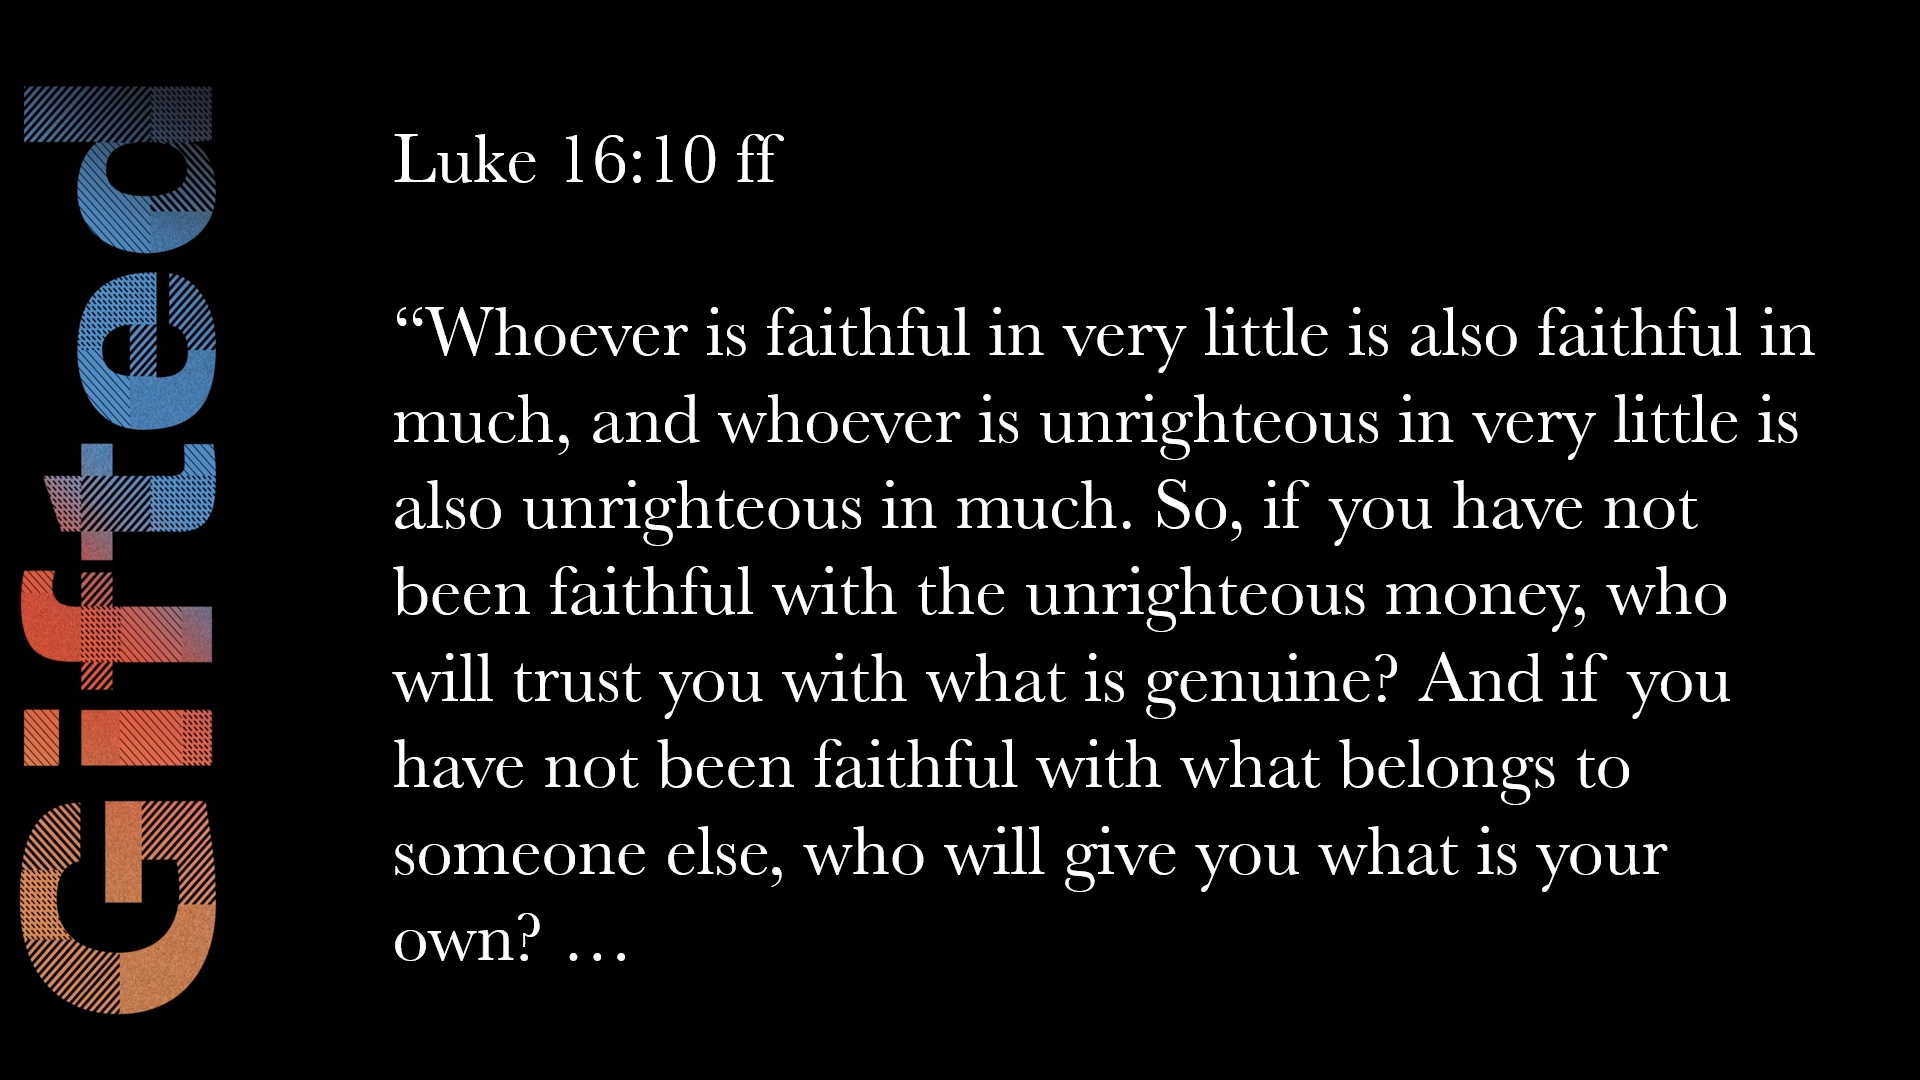 Gifted
Luke 16:10 ff
“Whoever is faithful in very little is also faithful in
much, and whoever is unrighteous in very little is
also unrighteous in much. So, if you have not
been faithful with the unrighteous money, who
will trust you with what is genuine? And if you
have not been faithful with what belongs to
someone else, who will give you what is your
own? …